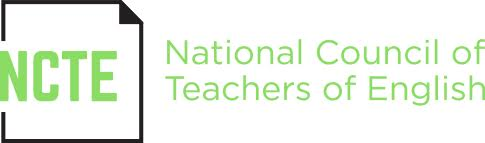 NCTE
National Council of
Teachers of English